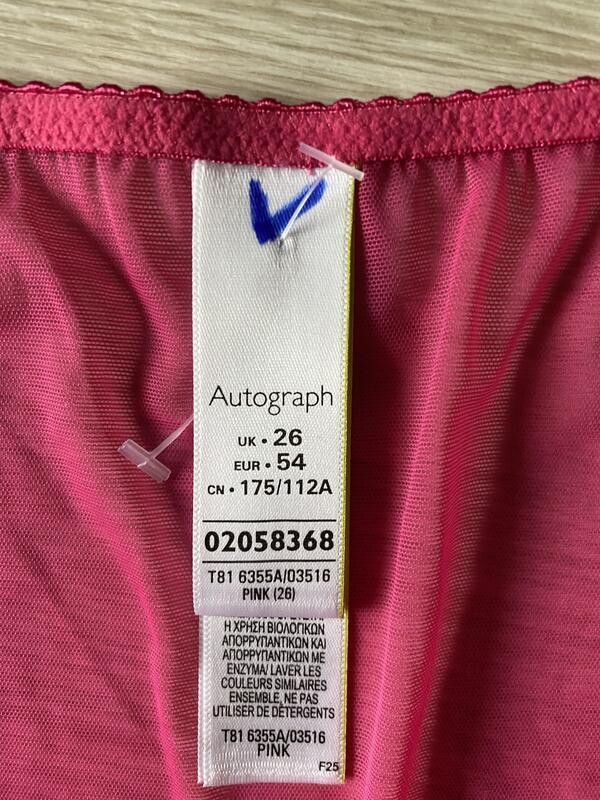 Autograph
UK • 26
EUR • 54
CN • 175/112A
02058368
T81 6355A/03516
PINK (26)
Η ΧΡΗΣΗ ΒΙΟΛΟΓΙΚΩΝ
ΑΠΟΡΡΥΠΑΝΤΙΚΩΝ ΚΑΙ
ΑΠΟΡΡΥΠΑΝΤΙΚΩΝ ΜΕ
ENZYMA/ LAVER LES
COULEURS SIMILAIRES
ENSEMBLE, NE PAS
UTILISER DE DÉTERGENTS
T81 6355A/03516
PINK
F25